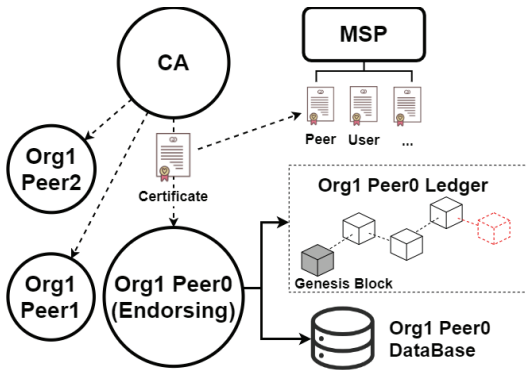 CA
MSP
Peer
User
...
Certificate
Org1
Peer2
Org1 Peer0 Ledger
Genesis Block
Org1
Peer1
Org1 Peer0
(Endorsing)
Org1 Peer0
DataBase